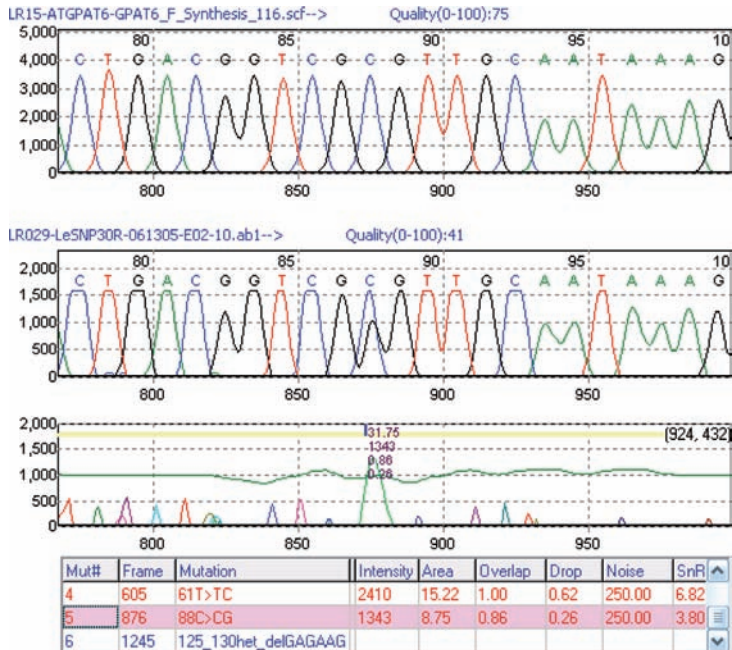 LR15-ATGPAT6-GPAT6_F_Synthesis_116.scf--> Quality(0-100):75
5,000 80 85 90 95 10
4,000 C T G A C G G T C G C G T T G C A A T A A A G
3,000
2,000
1,000
0
800 850 900 950
LR029-LeSNP30R-061305-E02-10.ab1--> Quality(0-100):41
80 85 90 95 10
2,000 C T G A C G G T C G C G T T G C A A T A A A G
1,500
1,000
500
0
800 850 900 950
2,000 31.75 (924, 432)
1,500 1343
1,000 0.86
0.26
500
0
800 850 900 950
Mut# Frame Mutation Intensity Area Overlap Drop Noise SnR
4 605 61T>TC 2410 15.22 1.00 0.62 250.00 6.82
5 876 88C>CG 1343 8.75 0.86 0.26 250.00 3.80
6 1245 125_130het_delGAGAAG